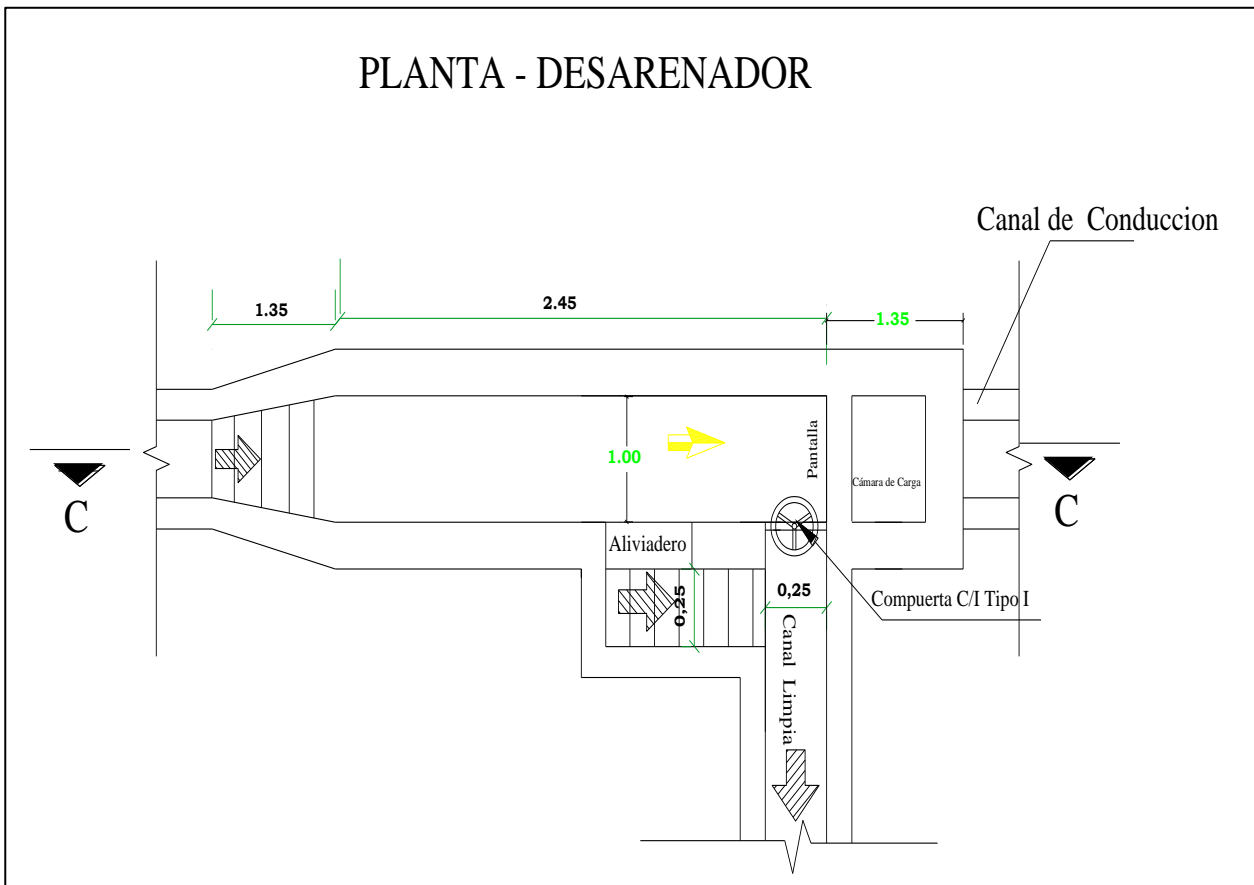 PLANTA - DESARENADOR
Canal de Conduccion
1.35
2.45
1.35
1.00
Pantalla
Cámara de Carga
C
C
Aliviadero
0,25
0,25
Compuerta C/I Tipo I
Canal Limpia